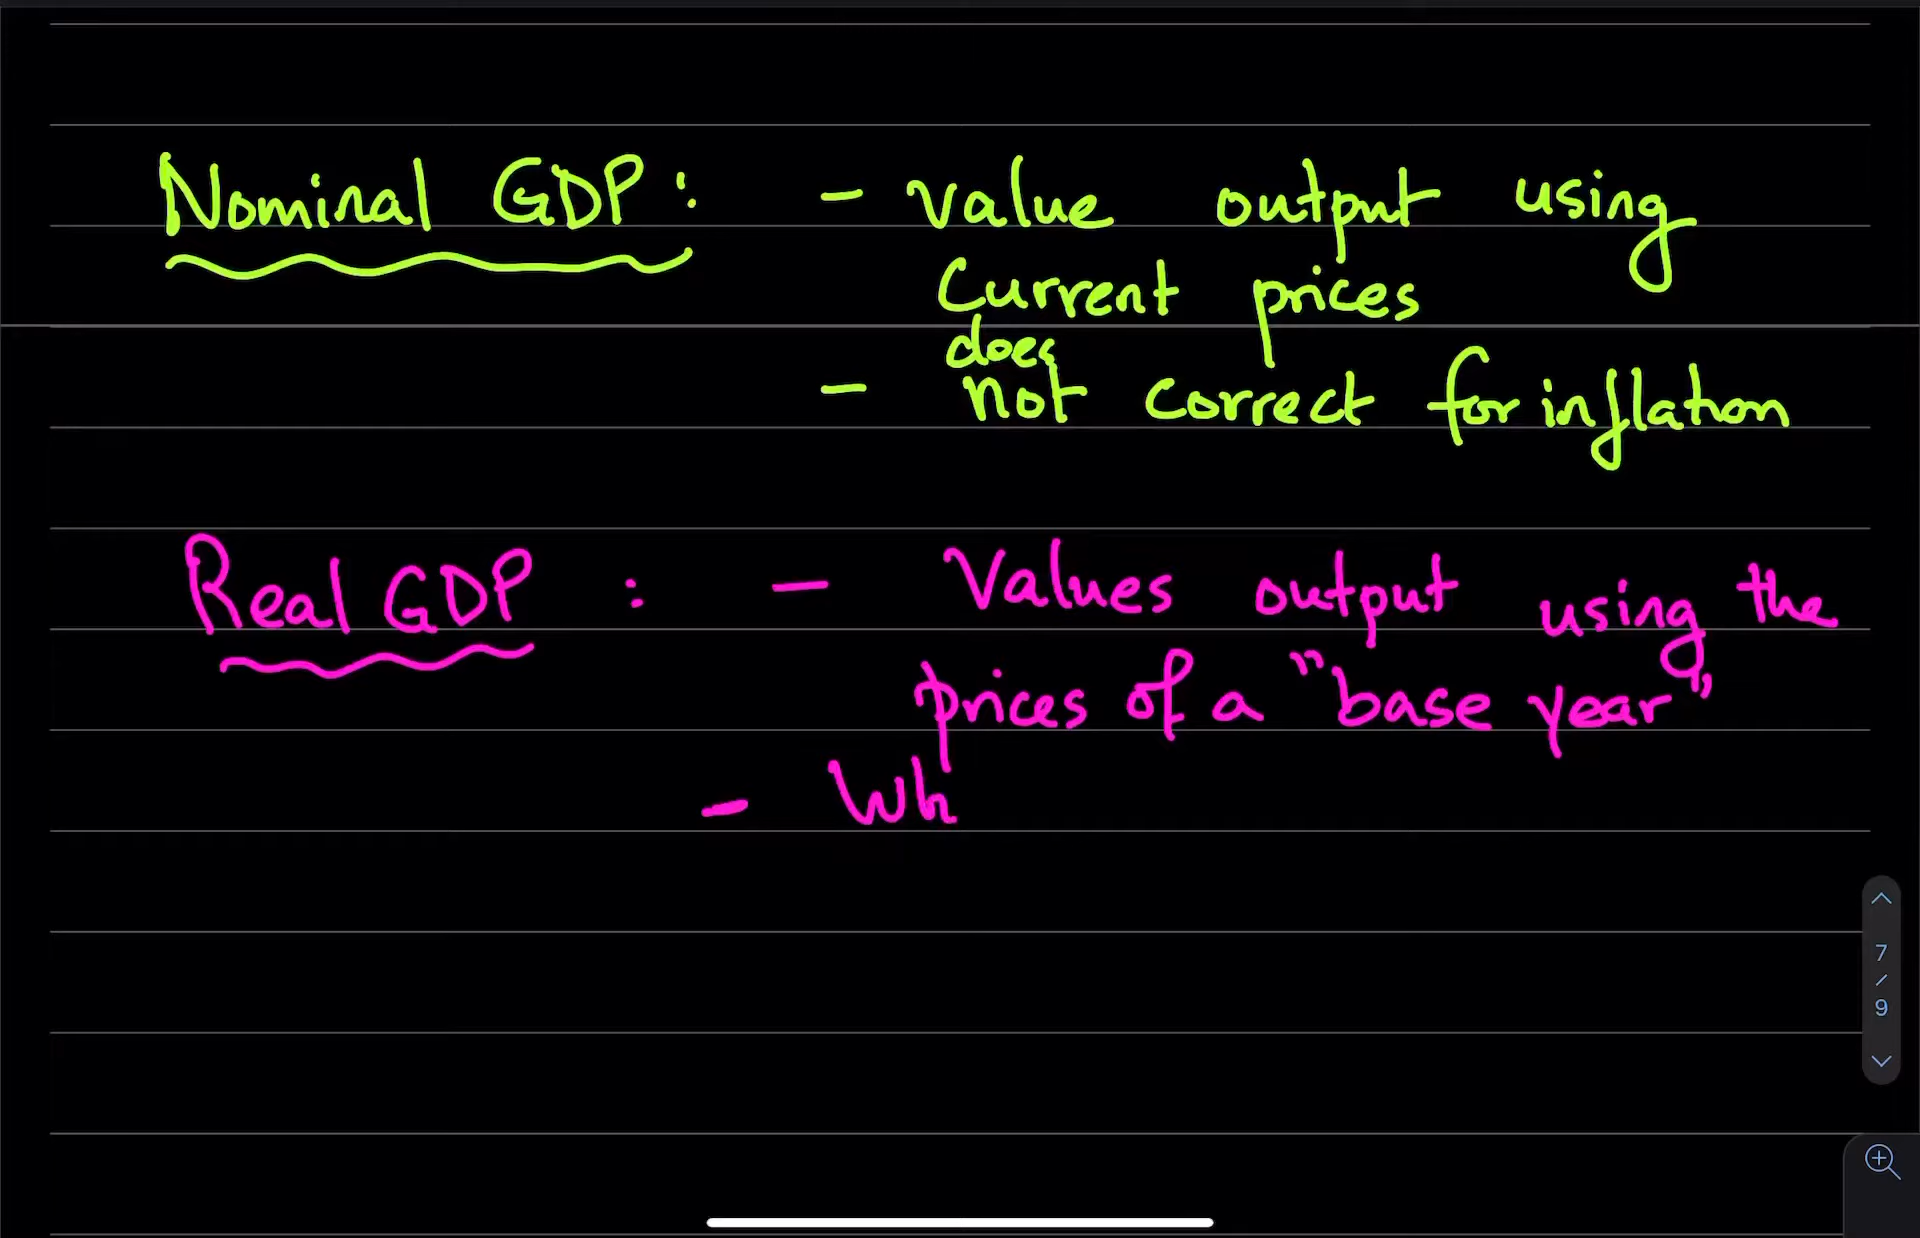 Nominal GDP: - value output using
Current prices
does
- not correct for inflation
Real GDP : - Values output using the
prices of a "base year"
- Wh
7
/
9